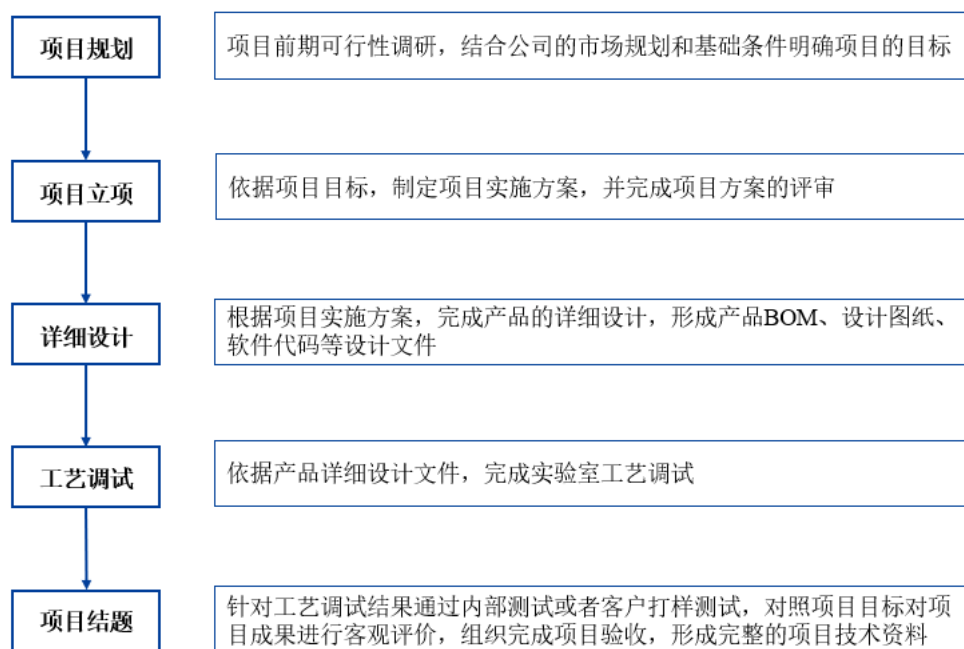 项目规划
项目前期可行性调研，结合公司的市场规划和基础条件明确项目的目标
项目立项
依据项目目标，制定项目实施方案，并完成项目方案的评审
详细设计
根据项目实施方案，完成产品的详细设计，形成产品BOM、设计图纸、
软件代码等设计文件
工艺调试
依据产品详细设计文件，完成实验室工艺调试
项目结题
针对工艺调试结果通过内部测试或者客户打样测试，对照项目目标对项
目成果进行客观评价，组织完成项目验收，形成完整的项目技术资料